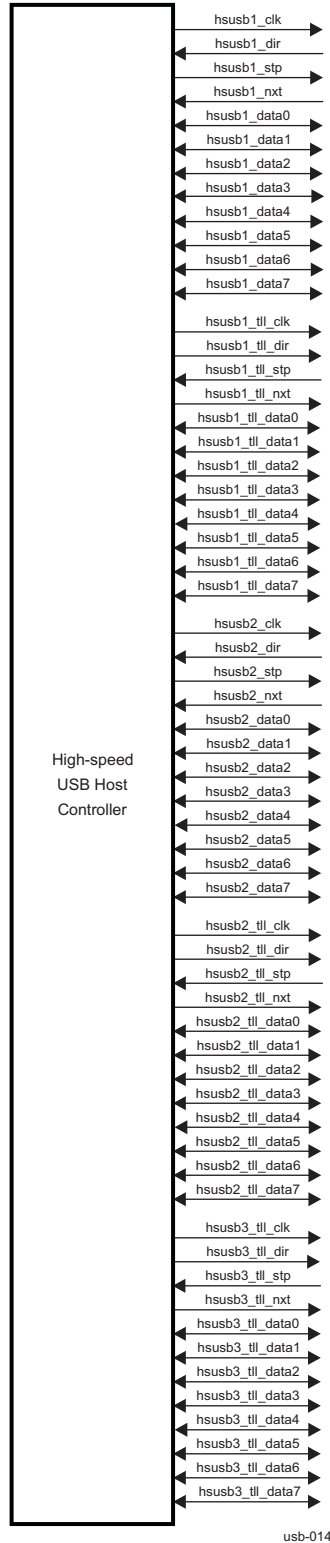 hsusb1_clk
hsusb1_dir
hsusb1_stp
hsusb1_nxt
hsusb1_data0
hsusb1_data1
hsusb1_data2
hsusb1_data3
hsusb1_data4
hsusb1_data5
hsusb1_data6
hsusb1_data7
hsusb1_tll_clk
hsusb1_tll_dir
hsusb1_tll_stp
hsusb1_tll_nxt
hsusb1_tll_data0
hsusb1_tll_data1
hsusb1_tll_data2
hsusb1_tll_data3
hsusb1_tll_data4
hsusb1_tll_data5
hsusb1_tll_data6
hsusb1_tll_data7
hsusb2_clk
hsusb2_dir
hsusb2_stp
hsusb2_nxt
hsusb2_data0
hsusb2_data1
hsusb2_data2
hsusb2_data3
hsusb2_data4
hsusb2_data5
hsusb2_data6
hsusb2_data7
High-speed
USB Host
Controller
hsusb2_tll_clk
hsusb2_tll_dir
hsusb2_tll_stp
hsusb2_tll_nxt
hsusb2_tll_data0
hsusb2_tll_data1
hsusb2_tll_data2
hsusb2_tll_data3
hsusb2_tll_data4
hsusb2_tll_data5
hsusb2_tll_data6
hsusb2_tll_data7
hsusb3_tll_clk
hsusb3_tll_dir
hsusb3_tll_stp
hsusb3_tll_nxt
hsusb3_tll_data0
hsusb3_tll_data1
hsusb3_tll_data2
hsusb3_tll_data3
hsusb3_tll_data4
hsusb3_tll_data5
hsusb3_tll_data6
hsusb3_tll_data7
usb-014